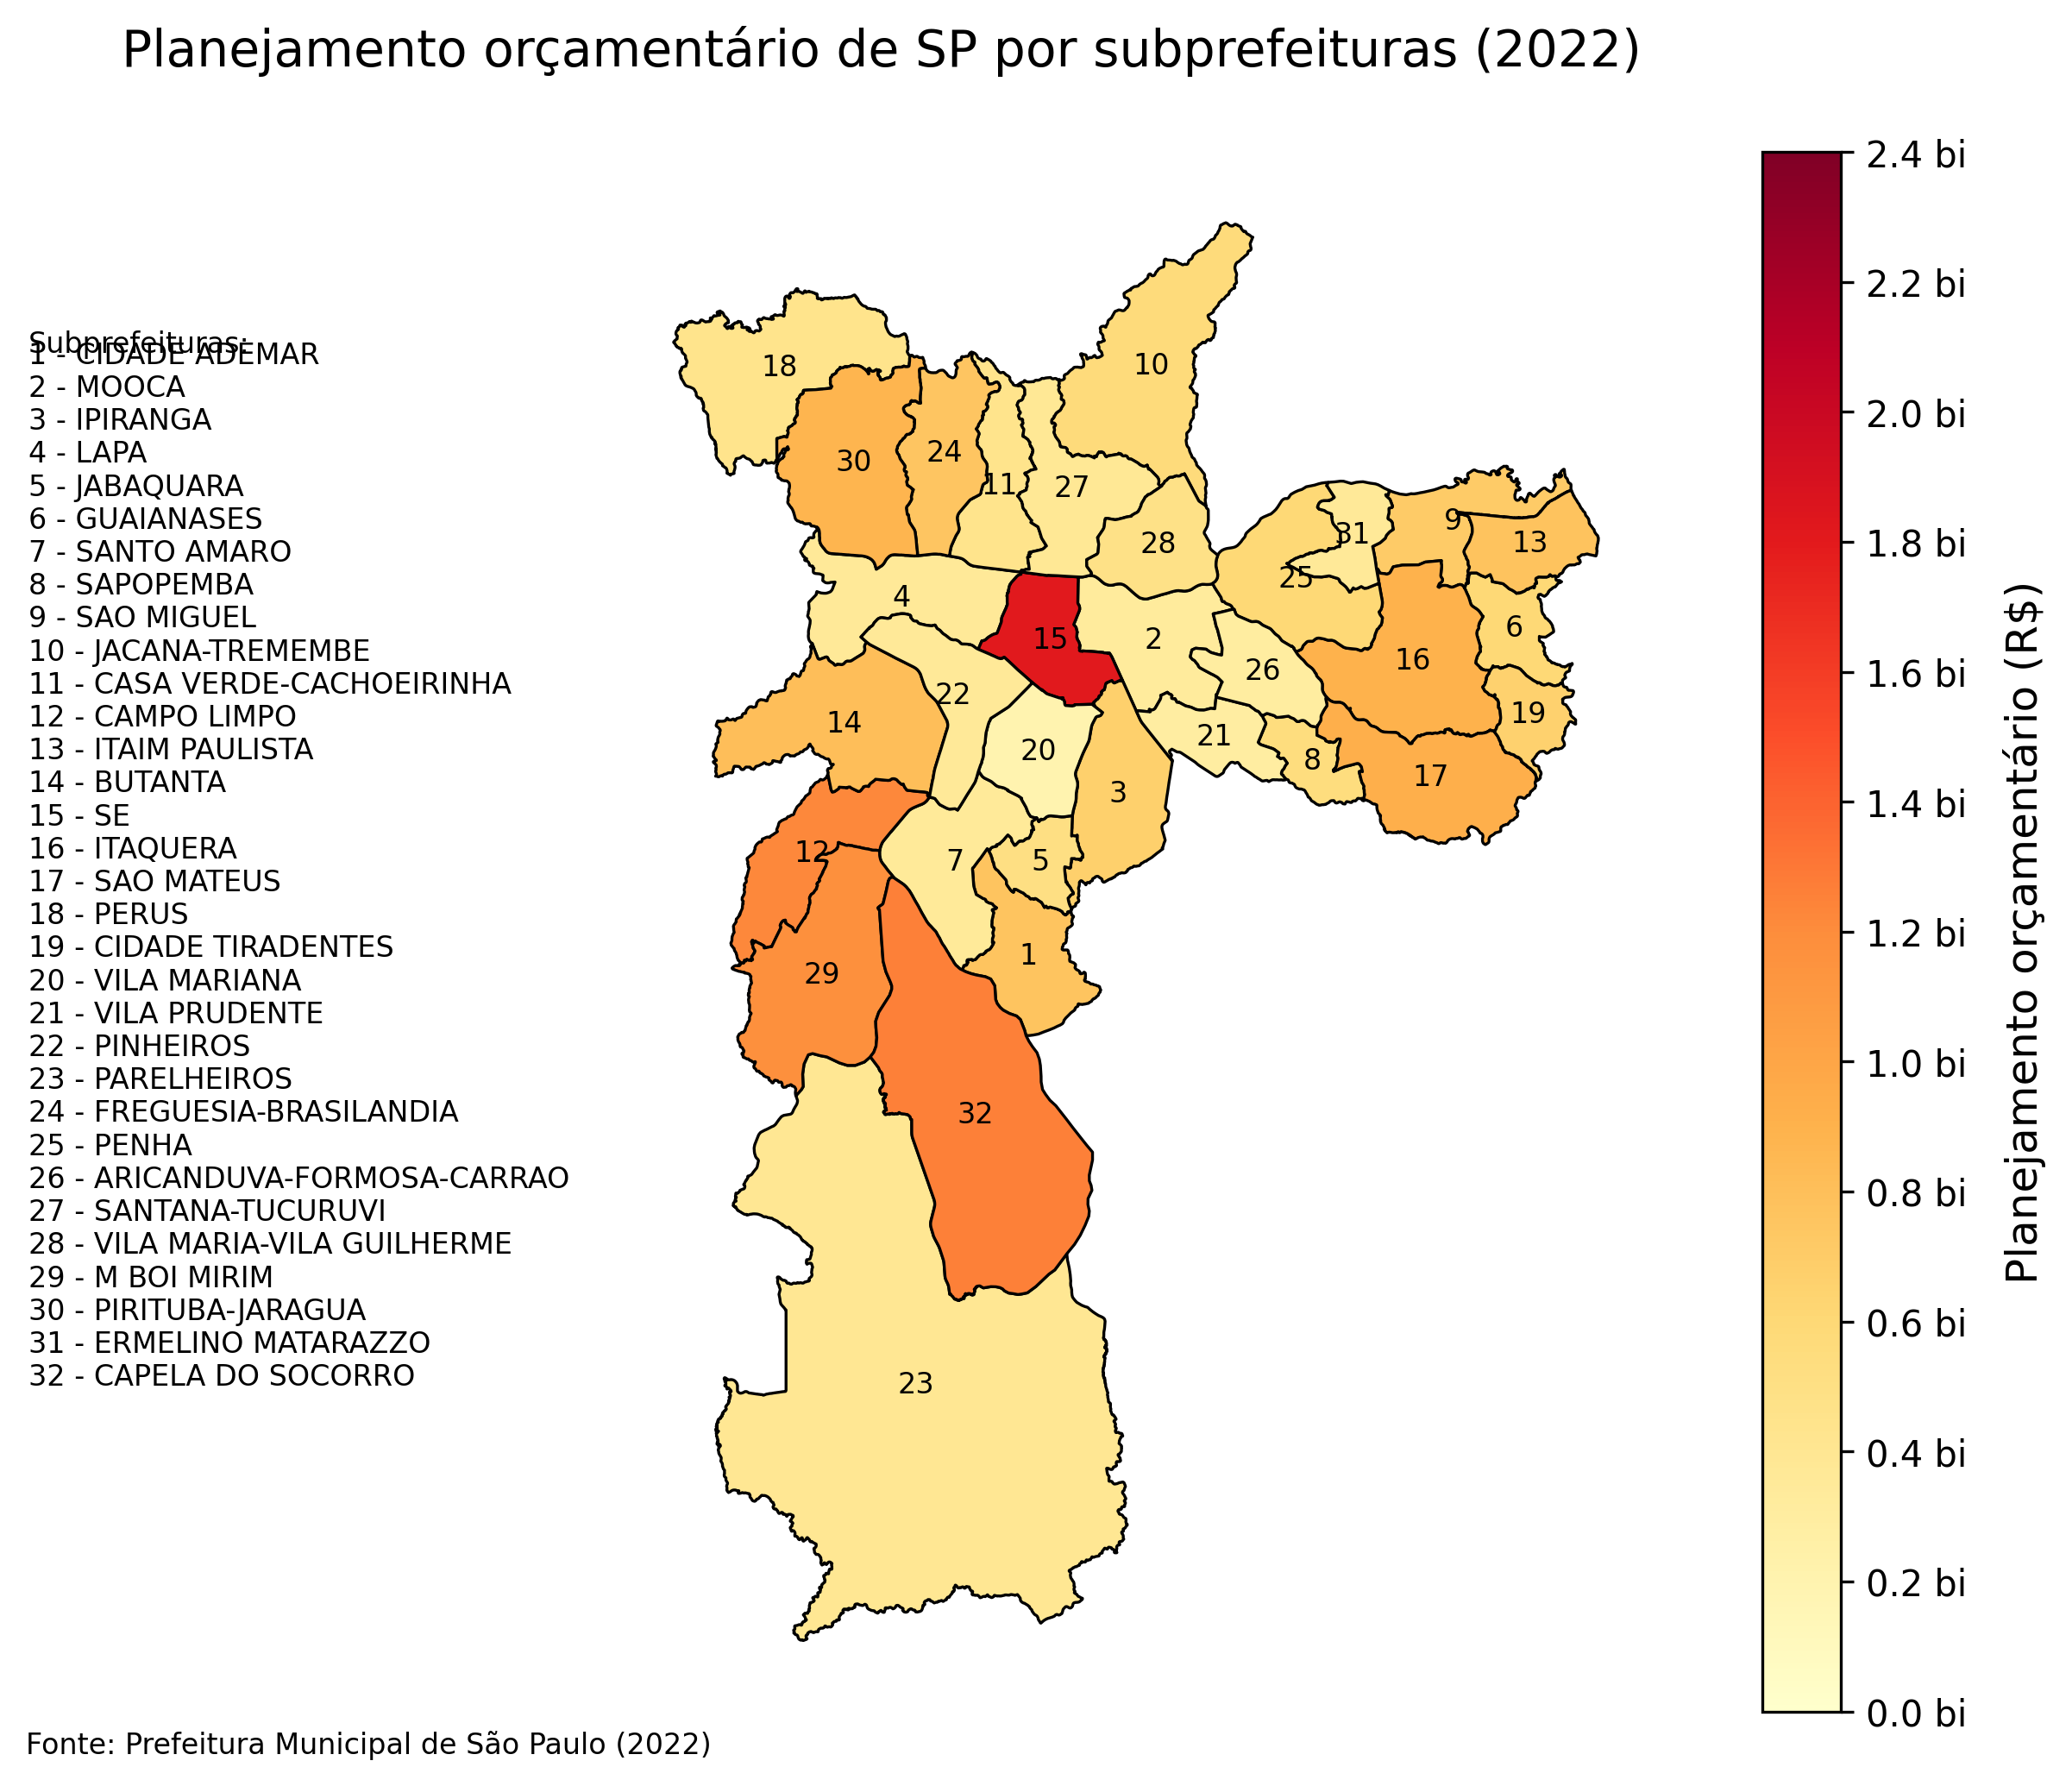 Planejamento orçamentário de SP por subprefeituras (2022)
Subprefeituras:
1 - CIDADE ADEMAR
2 - MOOCA
3 - IPIRANGA
4 - LAPA
5 - JABAQUARA
6 - GUAIANASES
7 - SANTO AMARO
8 - SAPOPEMBA
9 - SAO MIGUEL
10 - JACANA-TREMEMBE
11 - CASA VERDE-CACHOEIRINHA
12 - CAMPO LIMPO
13 - ITAIM PAULISTA
14 - BUTANTA
15 - SE
16 - ITAQUERA
17 - SAO MATEUS
18 - PERUS
19 - CIDADE TIRADENTES
20 - VILA MARIANA
21 - VILA PRUDENTE
22 - PINHEIROS
23 - PARELHEIROS
24 - FREGUESIA-BRASILANDIA
25 - PENHA
26 - ARICANDUVA-FORMOSA-CARRAO
27 - SANTANA-TUCURUVI
28 - VILA MARIA-VILA GUILHERME
29 - M BOI MIRIM
30 - PIRITUBA-JARAGUA
31 - ERMELINO MATARAZZO
32 - CAPELA DO SOCORRO
18
10
30
24
11
27
28
31
9
13
25
4
15
2
6
26
16
22
14
20
21
19
8
17
3
12
7
5
1
29
32
23
2.4 bi
2.2 bi
2.0 bi
1.8 bi
1.6 bi
1.4 bi
1.2 bi
1.0 bi
0.8 bi
0.6 bi
0.4 bi
0.2 bi
0.0 bi
Planejamento orçamentário (R$)
Fonte: Prefeitura Municipal de São Paulo (2022)